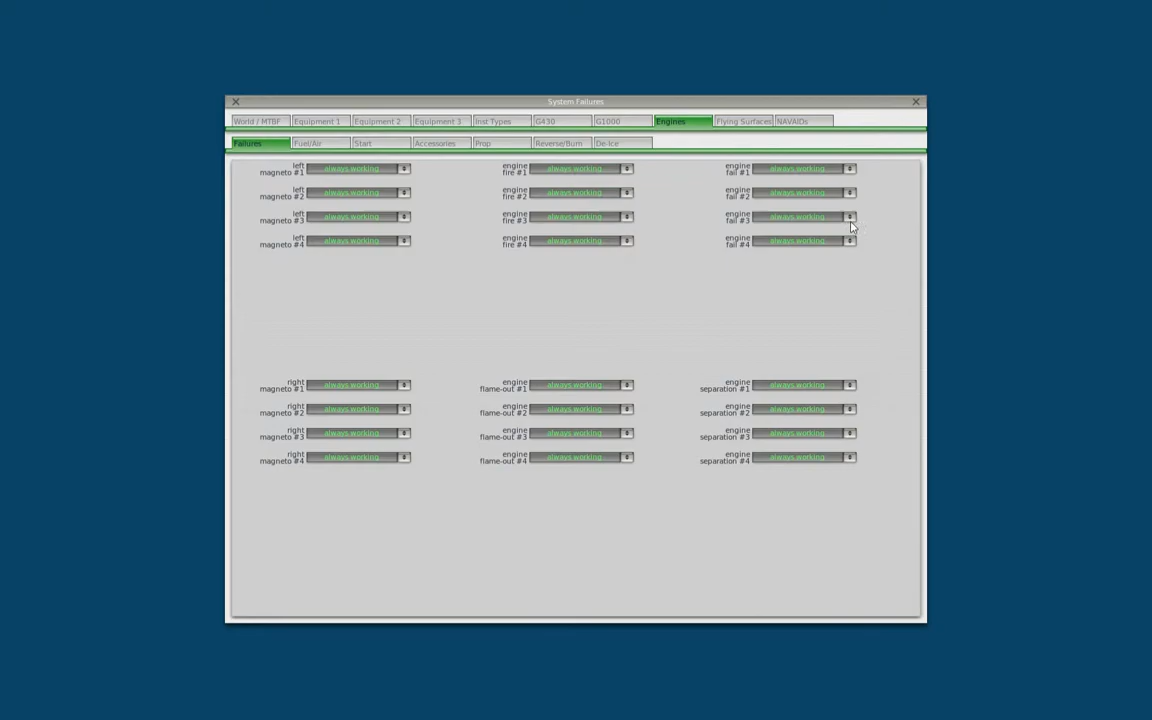 System Failures
World / MTBF Equipment 1 Equipment 2 Equipment 3 Inst Types G430 G1000 Engines Flying Surfaces NAVAIDs
Failures Fuel/Air Start Accessories Prop Reverse/Burn De-Ice
left magneto #1 always working engine fire #1 always working engine fail #1 always working
left magneto #2 always working engine fire #2 always working engine fail #2 always working
left magneto #3 always working engine fire #3 always working engine fail #3 always working
left magneto #4 always working engine fire #4 always working engine fail #4 always working
right magneto #1 always working engine flame-out #1 always working engine separation #1 always working
right magneto #2 always working engine flame-out #2 always working engine separation #2 always working
right magneto #3 always working engine flame-out #3 always working engine separation #3 always working
right magneto #4 always working engine flame-out #4 always working engine separation #4 always working